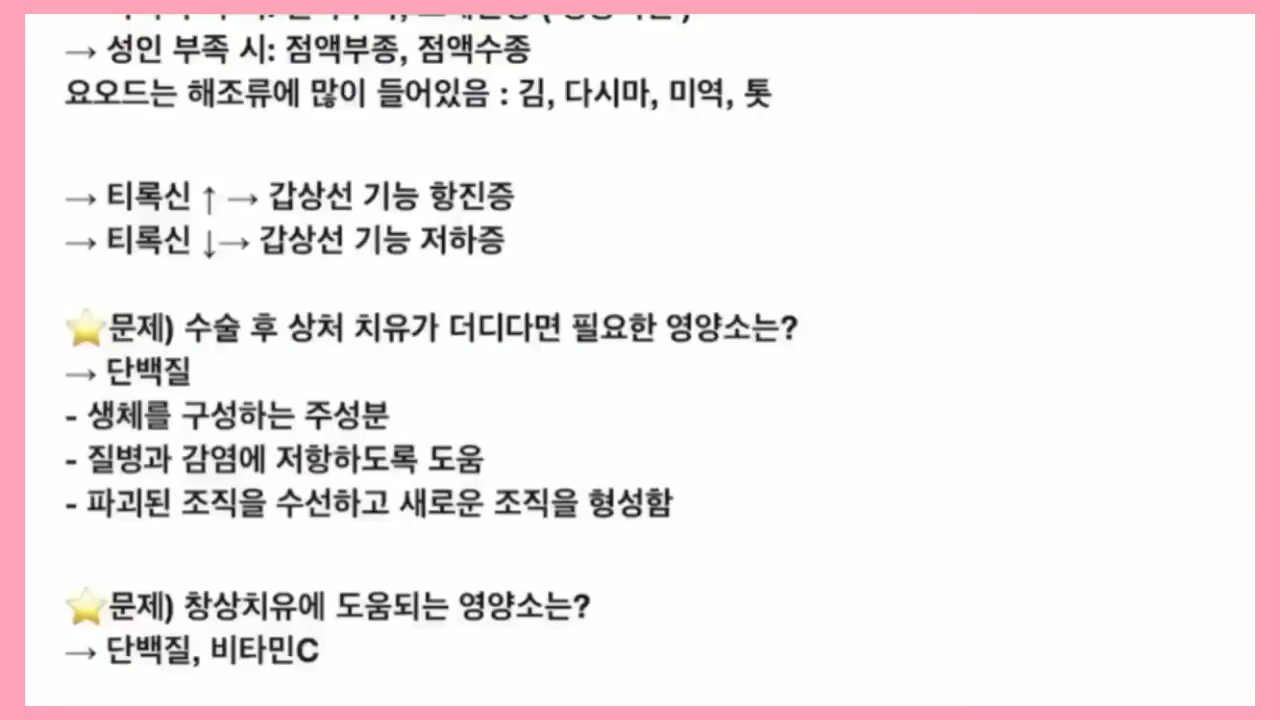 → 성인 부족 시: 점액부종, 점액수종
요오드는 해조류에 많이 들어있음 : 김, 다시마, 미역, 톳
→ 티록신 ↑ → 갑상선 기능 항진증
→ 티록신 ↓→ 갑상선 기능 저하증
⭐문제) 수술 후 상처 치유가 더디다면 필요한 영양소는?
→ 단백질
- 생체를 구성하는 주성분
- 질병과 감염에 저항하도록 도움
- 파괴된 조직을 수선하고 새로운 조직을 형성함
⭐문제) 창상치유에 도움되는 영양소는?
→ 단백질, 비타민C